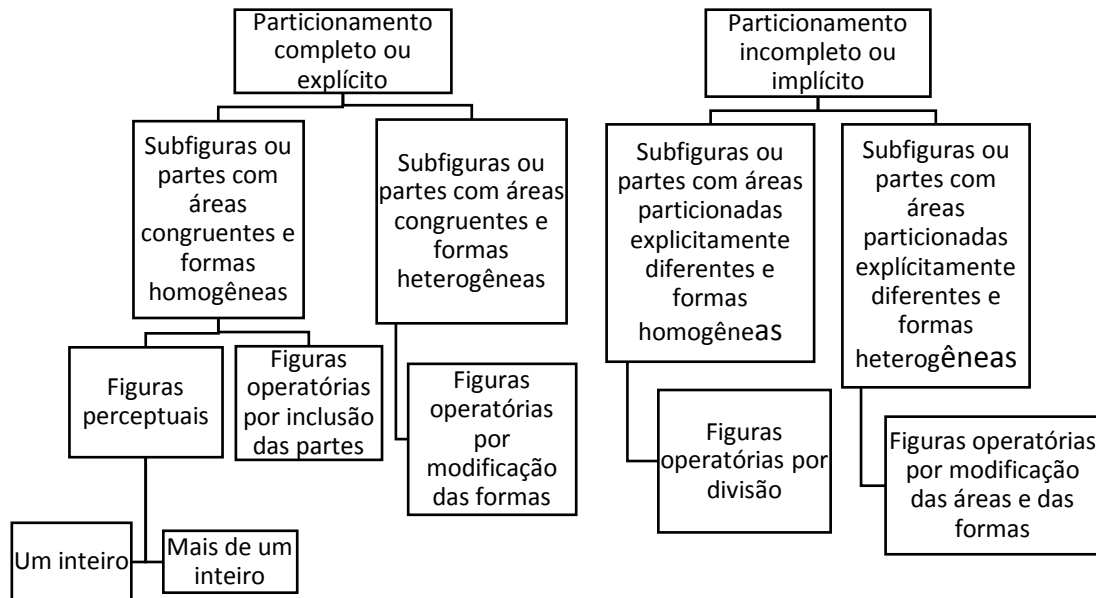 Particionamento
completo ou
explícito
Subfiguras ou
partes com
áreas
congruentes e
formas
homogêneas
Subfiguras ou
partes com áreas
congruentes e
formas
heterogêneas
Figuras
perceptuais
Figuras
operatórias
por inclusão
das partes
Figuras
operatórias
por
modificação
das formas
Um inteiro
Mais de um
inteiro
Particionamento
incompleto ou
implícito
Subfiguras ou
partes com áreas
particionadas
explicitamente
diferentes e
formas
homogêneas
Subfiguras ou
partes com
áreas
particionadas
explícitamente
diferentes e
formas
heterogêneas
Figuras
operatórias por
divisão
Figuras operatórias
por modificação
das áreas e das
formas